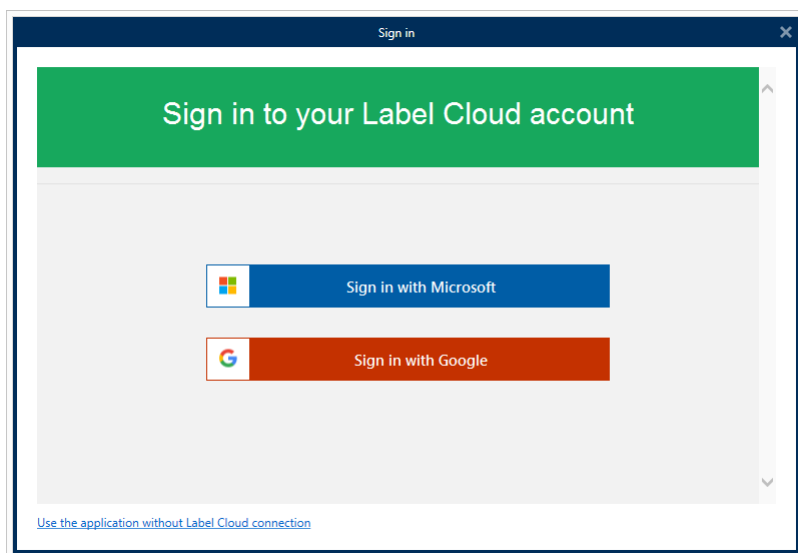 Sign in
Sign in to your Label Cloud account
Sign in with Microsoft
Sign in with Google
Use the application without Label Cloud connection